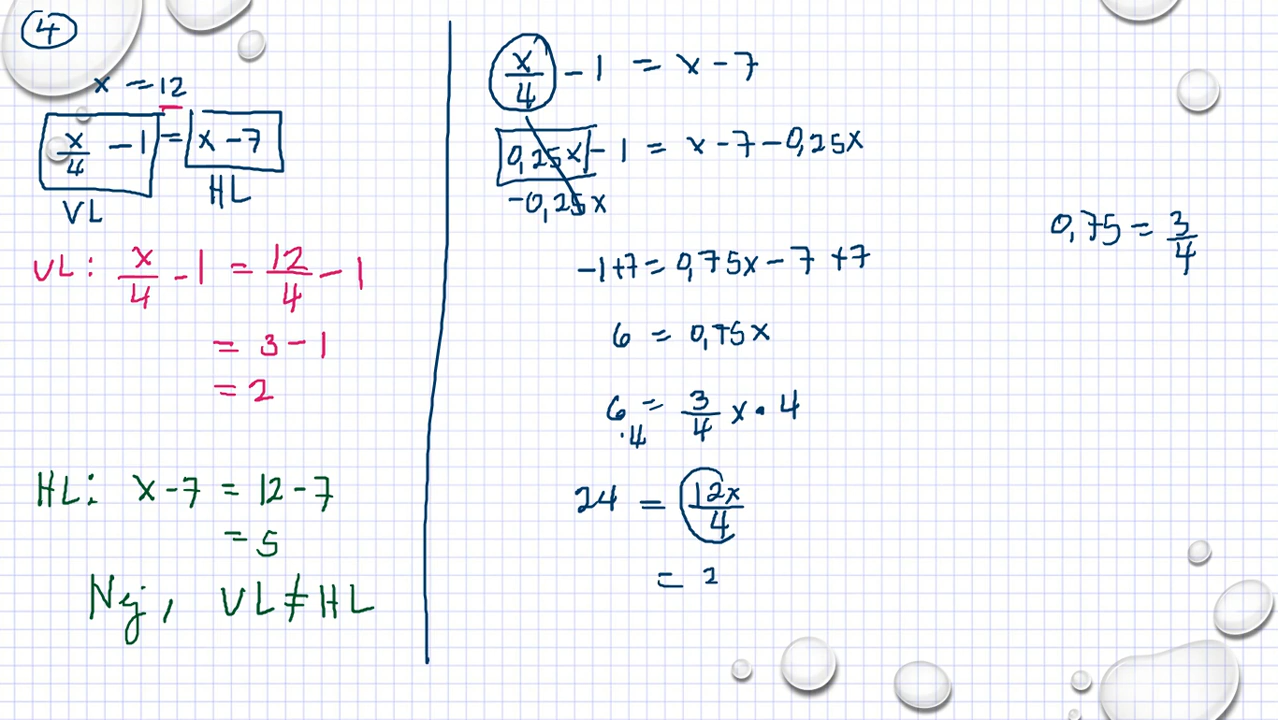 4
x = 12
x/4 - 1 = x - 7
VL HL
VL: x/4 - 1 = 12/4 - 1
= 3 - 1
= 2
HL: x - 7 = 12 - 7
= 5
Nej, VL ≠ HL
x/4 - 1 = x - 7
0,25x - 1 = x - 7 - 0,25x
-0,25x
-1 + 7 = 0,75x - 7 + 7
6 = 0,75x
6 = 3/4 x · 4
·4
24 = 12x/4
=
0,75 = 3/4